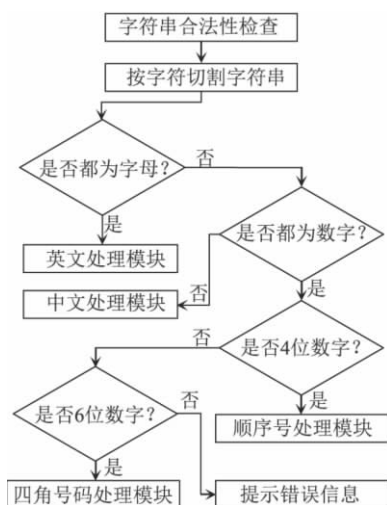 字符串合法性检查
按字符切割字符串
是否都为字母?
否
是
是否都为数字?
英文处理模块
中文处理模块
否
是
否
是否4位数字?
是否6位数字?
否
是
顺序号处理模块
是
四角号码处理模块
提示错误信息